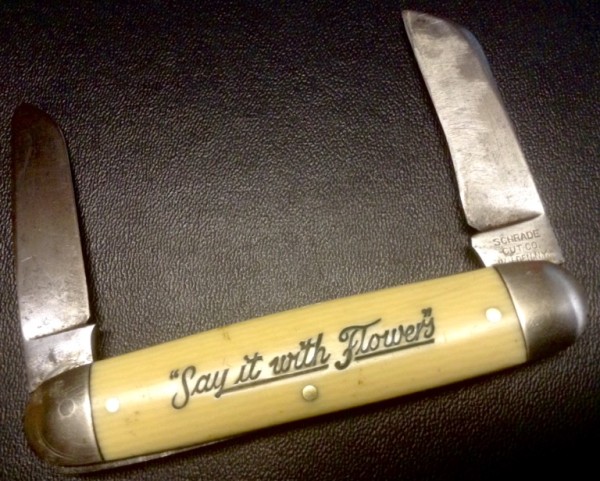 SCHRADE
CUT CO.
"Say it with Flowers"